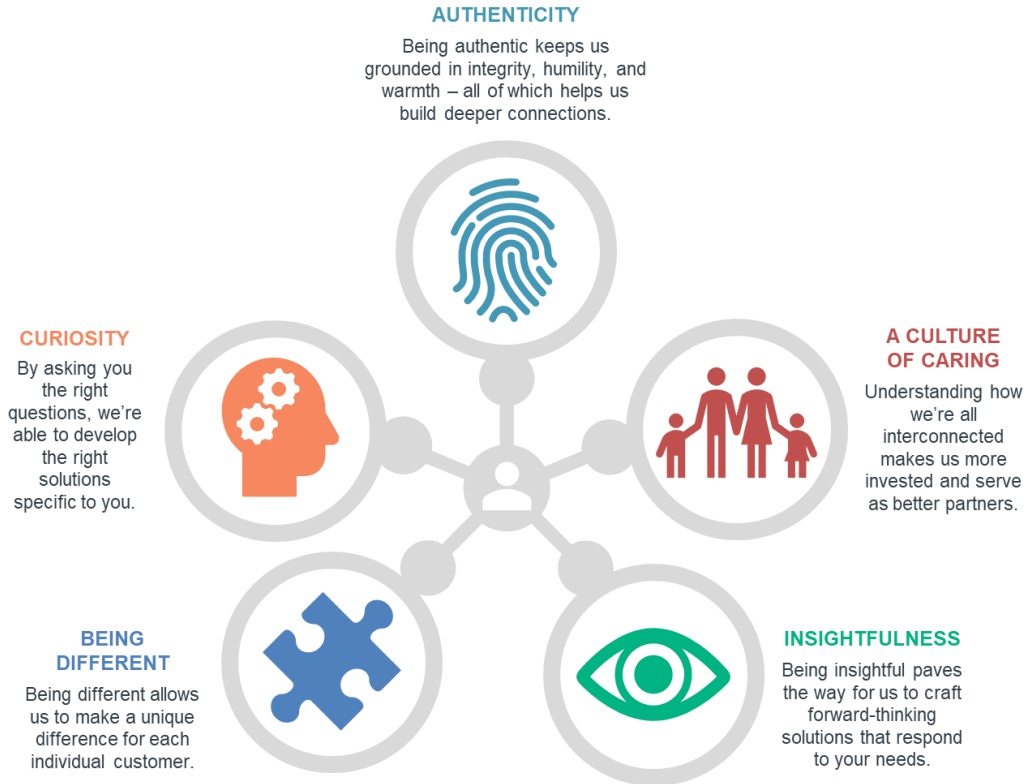 AUTHENTICITY
Being authentic keeps us
grounded in integrity, humility, and
warmth – all of which helps us
build deeper connections.
CURIOSITY
By asking you
the right
questions, we’re
able to develop
the right
solutions
specific to you.
A CULTURE
OF CARING
Understanding how
we’re all
interconnected
makes us more
invested and serve
as better partners.
BEING
DIFFERENT
Being different allows
us to make a unique
difference for each
individual customer.
INSIGHTFULNESS
Being insightful paves
the way for us to craft
forward-thinking
solutions that respond
to your needs.